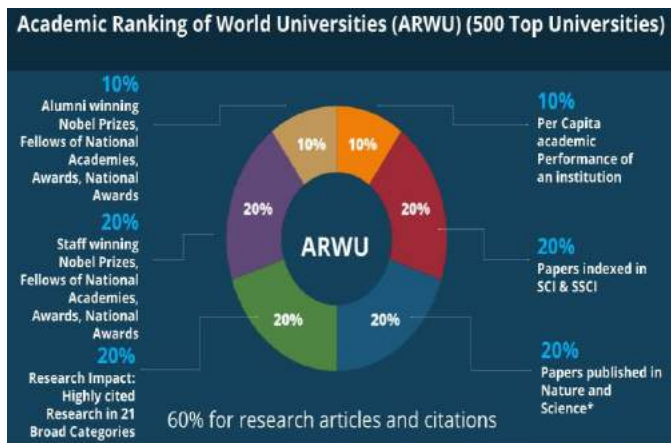 Academic Ranking of World Universities (ARWU) (500 Top Universities)
10%
Alumni winning
Nobel Prizes,
Fellows of National
Academies,
Awards, National
Awards
20%
Staff winning
Nobel Prizes,
Fellows of National
Academies,
Awards, National
Awards
20%
Research Impact:
Highly cited
Research in 21
Broad Categories
10%
10%
20%
20%
ARWU
20%
20%
10%
Per Capita
academic
Performance of
an institution
20%
Papers indexed in
SCI & SSCI
20%
Papers published in
Nature and
Science*
60% for research articles and citations